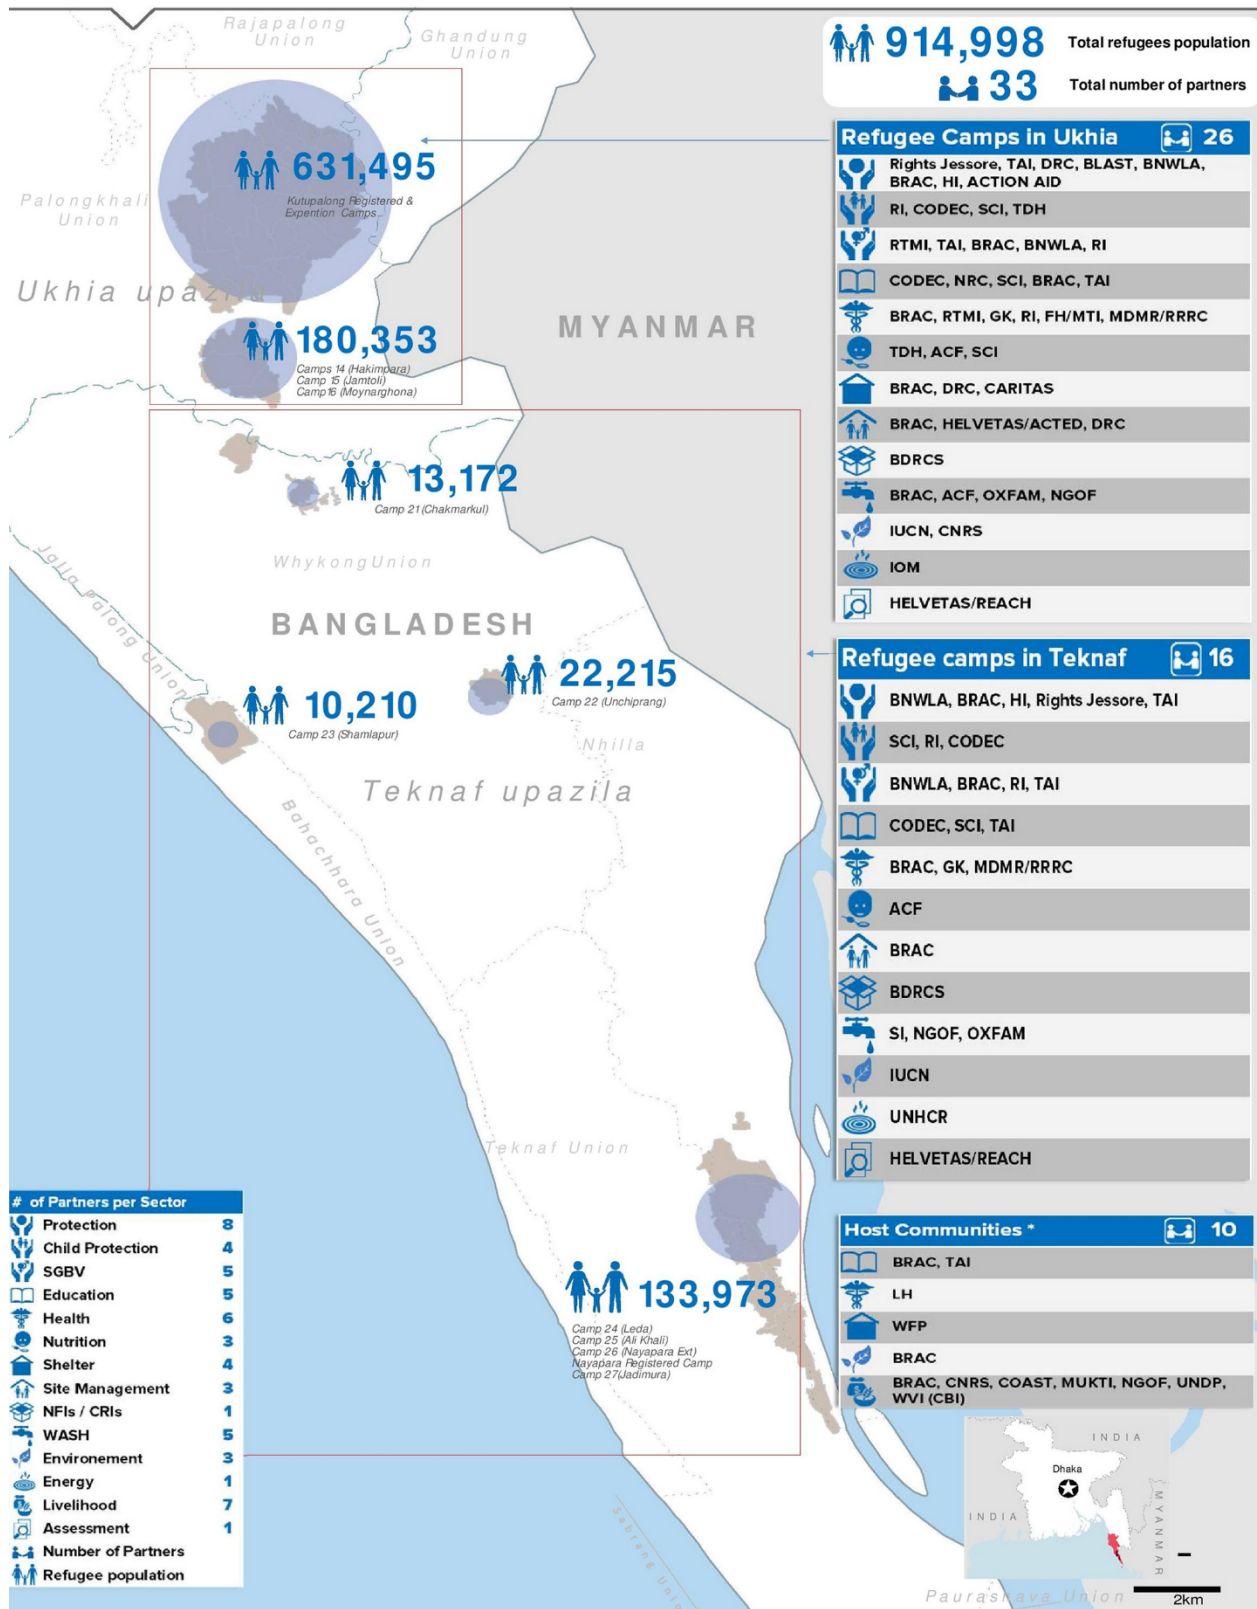 Rajapalong
Union
Ghandung
Union
914,998 Total refugees population
33 Total number of partners
631,495
Kutupalong Registered &
Expention Camps
Palongkhali
Union
Ukhia upazila
180,353
Camps 14 (Hakimpara)
Camp 15 (Jamtoli)
Camp16 (Moynarghona)
MYANMAR
13,172
Camp 21 (Chakmarkul)
Whykong Union
Jalia Palong Union
BANGLADESH
22,215
Camp 22 (Unchiprang)
10,210
Camp 23 (Shamlapur)
Nhilla
Teknaf upazila
Bahachhara Union
Teknaf Union
133,973
Camp 24 (Leda)
Camp 25 (Ali Khali)
Camp 26 (Nayapara Ext)
Nayapara Registered Camp
Camp 27(Jadimura)
Sabrang Union
Paurashava Union
Refugee Camps in Ukhia 26
Rights Jessore, TAI, DRC, BLAST, BNWLA,
BRAC, HI, ACTION AID
RI, CODEC, SCI, TDH
RTMI, TAI, BRAC, BNWLA, RI
CODEC, NRC, SCI, BRAC, TAI
BRAC, RTMI, GK, RI, FH/MTI, MDMR/RRRC
TDH, ACF, SCI
BRAC, DRC, CARITAS
BRAC, HELVETAS/ACTED, DRC
BDRCS
BRAC, ACF, OXFAM, NGOF
IUCN, CNRS
IOM
HELVETAS/REACH
Refugee camps in Teknaf 16
BNWLA, BRAC, HI, Rights Jessore, TAI
SCI, RI, CODEC
BNWLA, BRAC, RI, TAI
CODEC, SCI, TAI
BRAC, GK, MDMR/RRRC
ACF
BRAC
BDRCS
SI, NGOF, OXFAM
IUCN
UNHCR
HELVETAS/REACH
Host Communities * 10
BRAC, TAI
LH
WFP
BRAC
BRAC, CNRS, COAST, MUKTI, NGOF, UNDP,
WVI (CBI)
# of Partners per Sector
Protection 8
Child Protection 4
SGBV 5
Education 5
Health 6
Nutrition 3
Shelter 4
Site Management 3
NFIs / CRIs 1
WASH 5
Environement 3
Energy 1
Livelihood 7
Assessment 1
Number of Partners
Refugee population
INDIA
Dhaka
INDIA
MYANMAR
2km